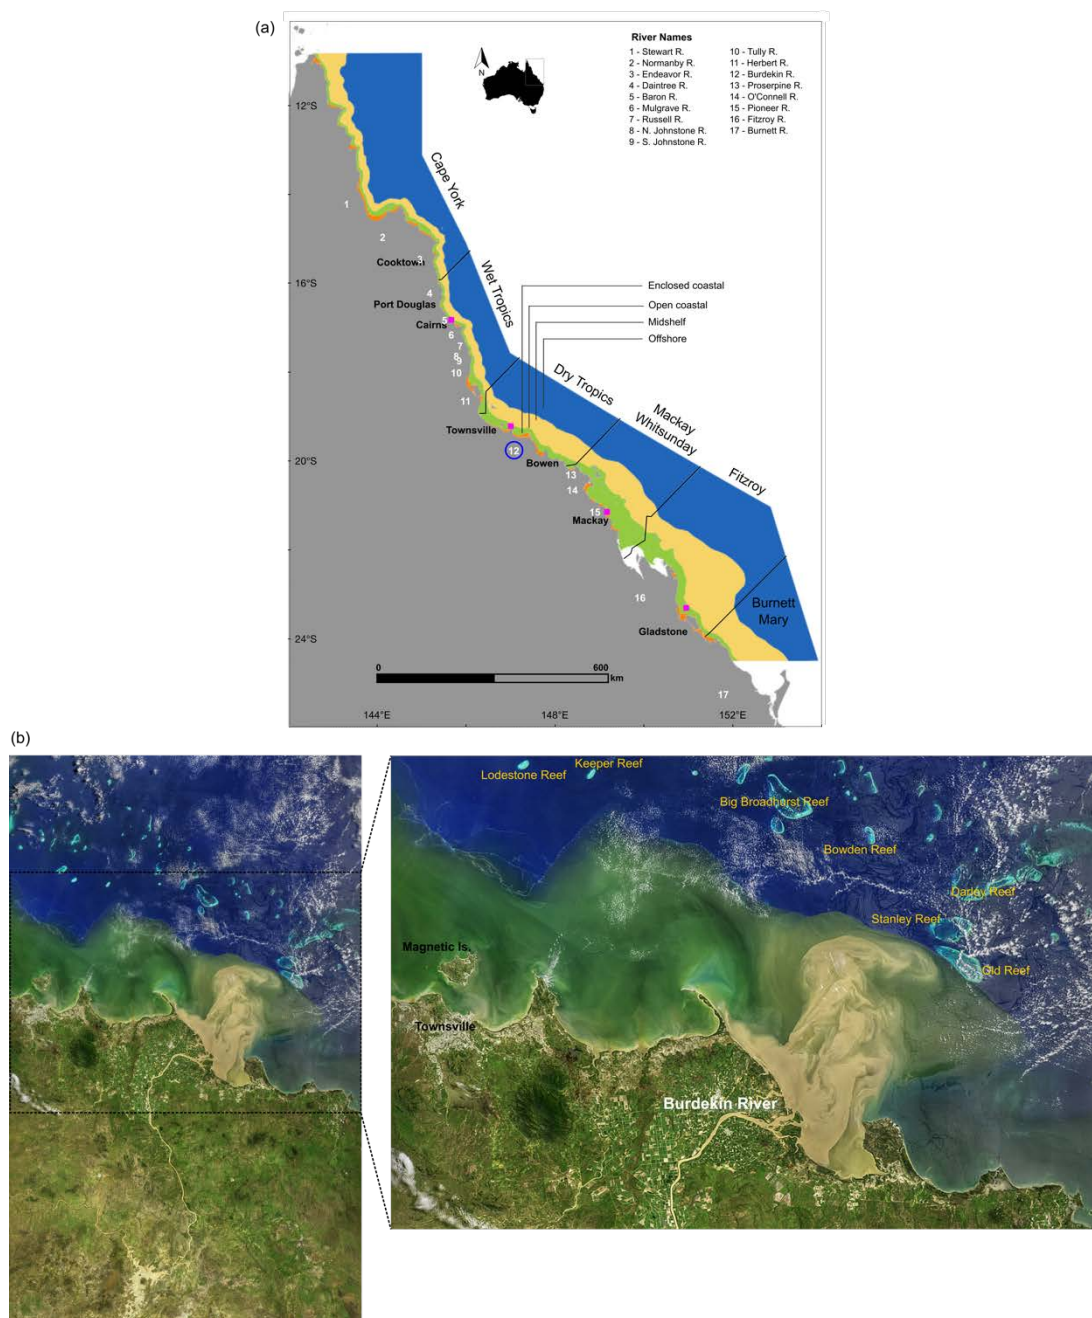 (a)
River Names
1 - Stewart R.
2 - Normanby R.
3 - Endeavor R.
4 - Daintree R.
5 - Baron R.
6 - Mulgrave R.
7 - Russell R.
8 - N. Johnstone R.
9 - S. Johnstone R.
10 - Tully R.
11 - Herbert R.
12 - Burdekin R.
13 - Proserpine R.
14 - O'Connell R.
15 - Pioneer R.
16 - Fitzroy R.
17 - Burnett R.
N
12°S
Cape York
1
2
Cooktown
3
Wet Tropics
16°S
4
Port Douglas
Enclosed coastal
Open coastal
5
Cairns
Midshelf
6
Offshore
7
8
9
10
Dry Tropics
11
Mackay
Whitsunday
Townsville
12
20°S
Bowen
Fitzroy
13
14
15
Mackay
16
Burnett
Mary
Gladstone
24°S
0
600
km
17
144°E
148°E
152°E
(b)
Lodestone Reef
Keeper Reef
Big Broadhurst Reef
Bowden Reef
Darley Reef
Stanley Reef
Magnetic Is.
Old Reef
Townsville
Burdekin River